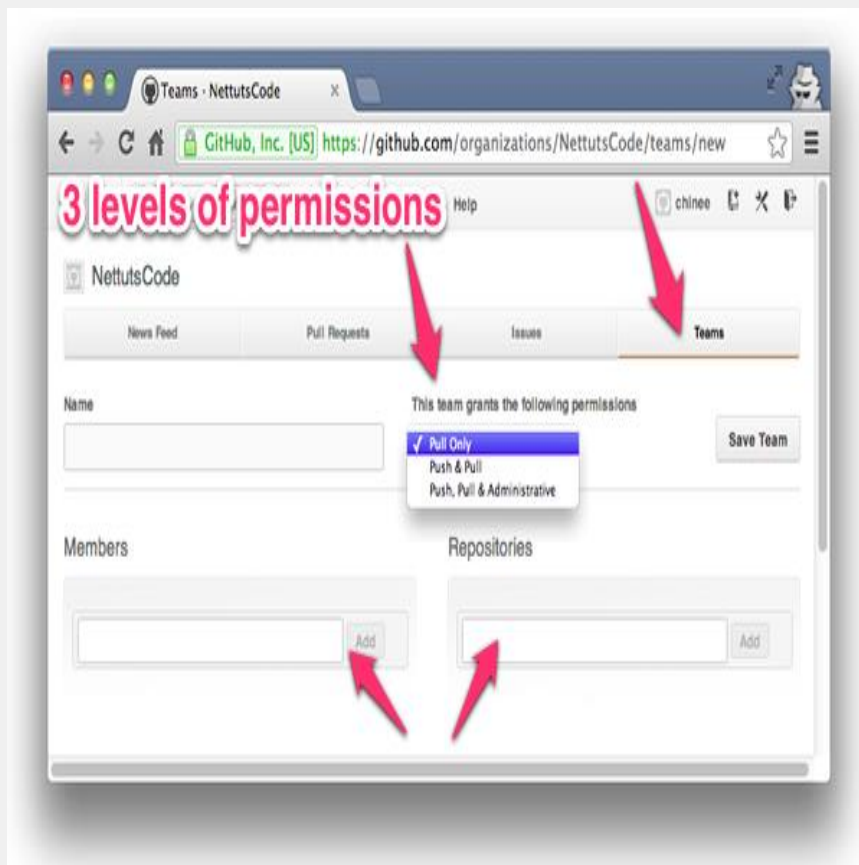 Teams · NettutsCode
GitHub, Inc. [US] https://github.com/organizations/NettutsCode/teams/new
3 levels of permissions
Help
chinee
NettutsCode
News Feed
Pull Requests
Issues
Teams
Name
This team grants the following permissions
✓ Pull Only
Push & Pull
Push, Pull & Administrative
Save Team
Members
Repositories
Add
Add